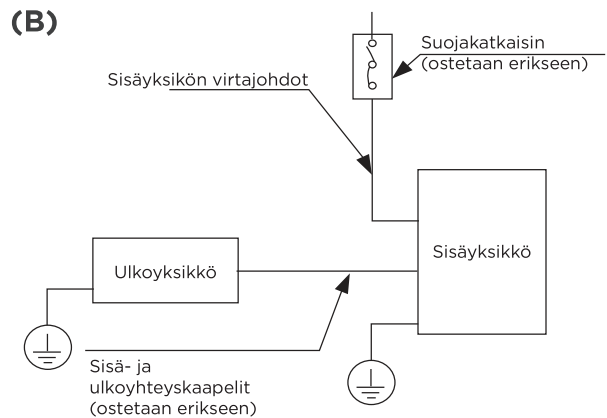 (B)
Suojakatkaisin
(ostetaan erikseen)
Sisäyksikön virtajohdot
Sisäyksikkö
Ulkoyksikkö
Sisä- ja
ulkoyhteyskaapelit
(ostetaan erikseen)